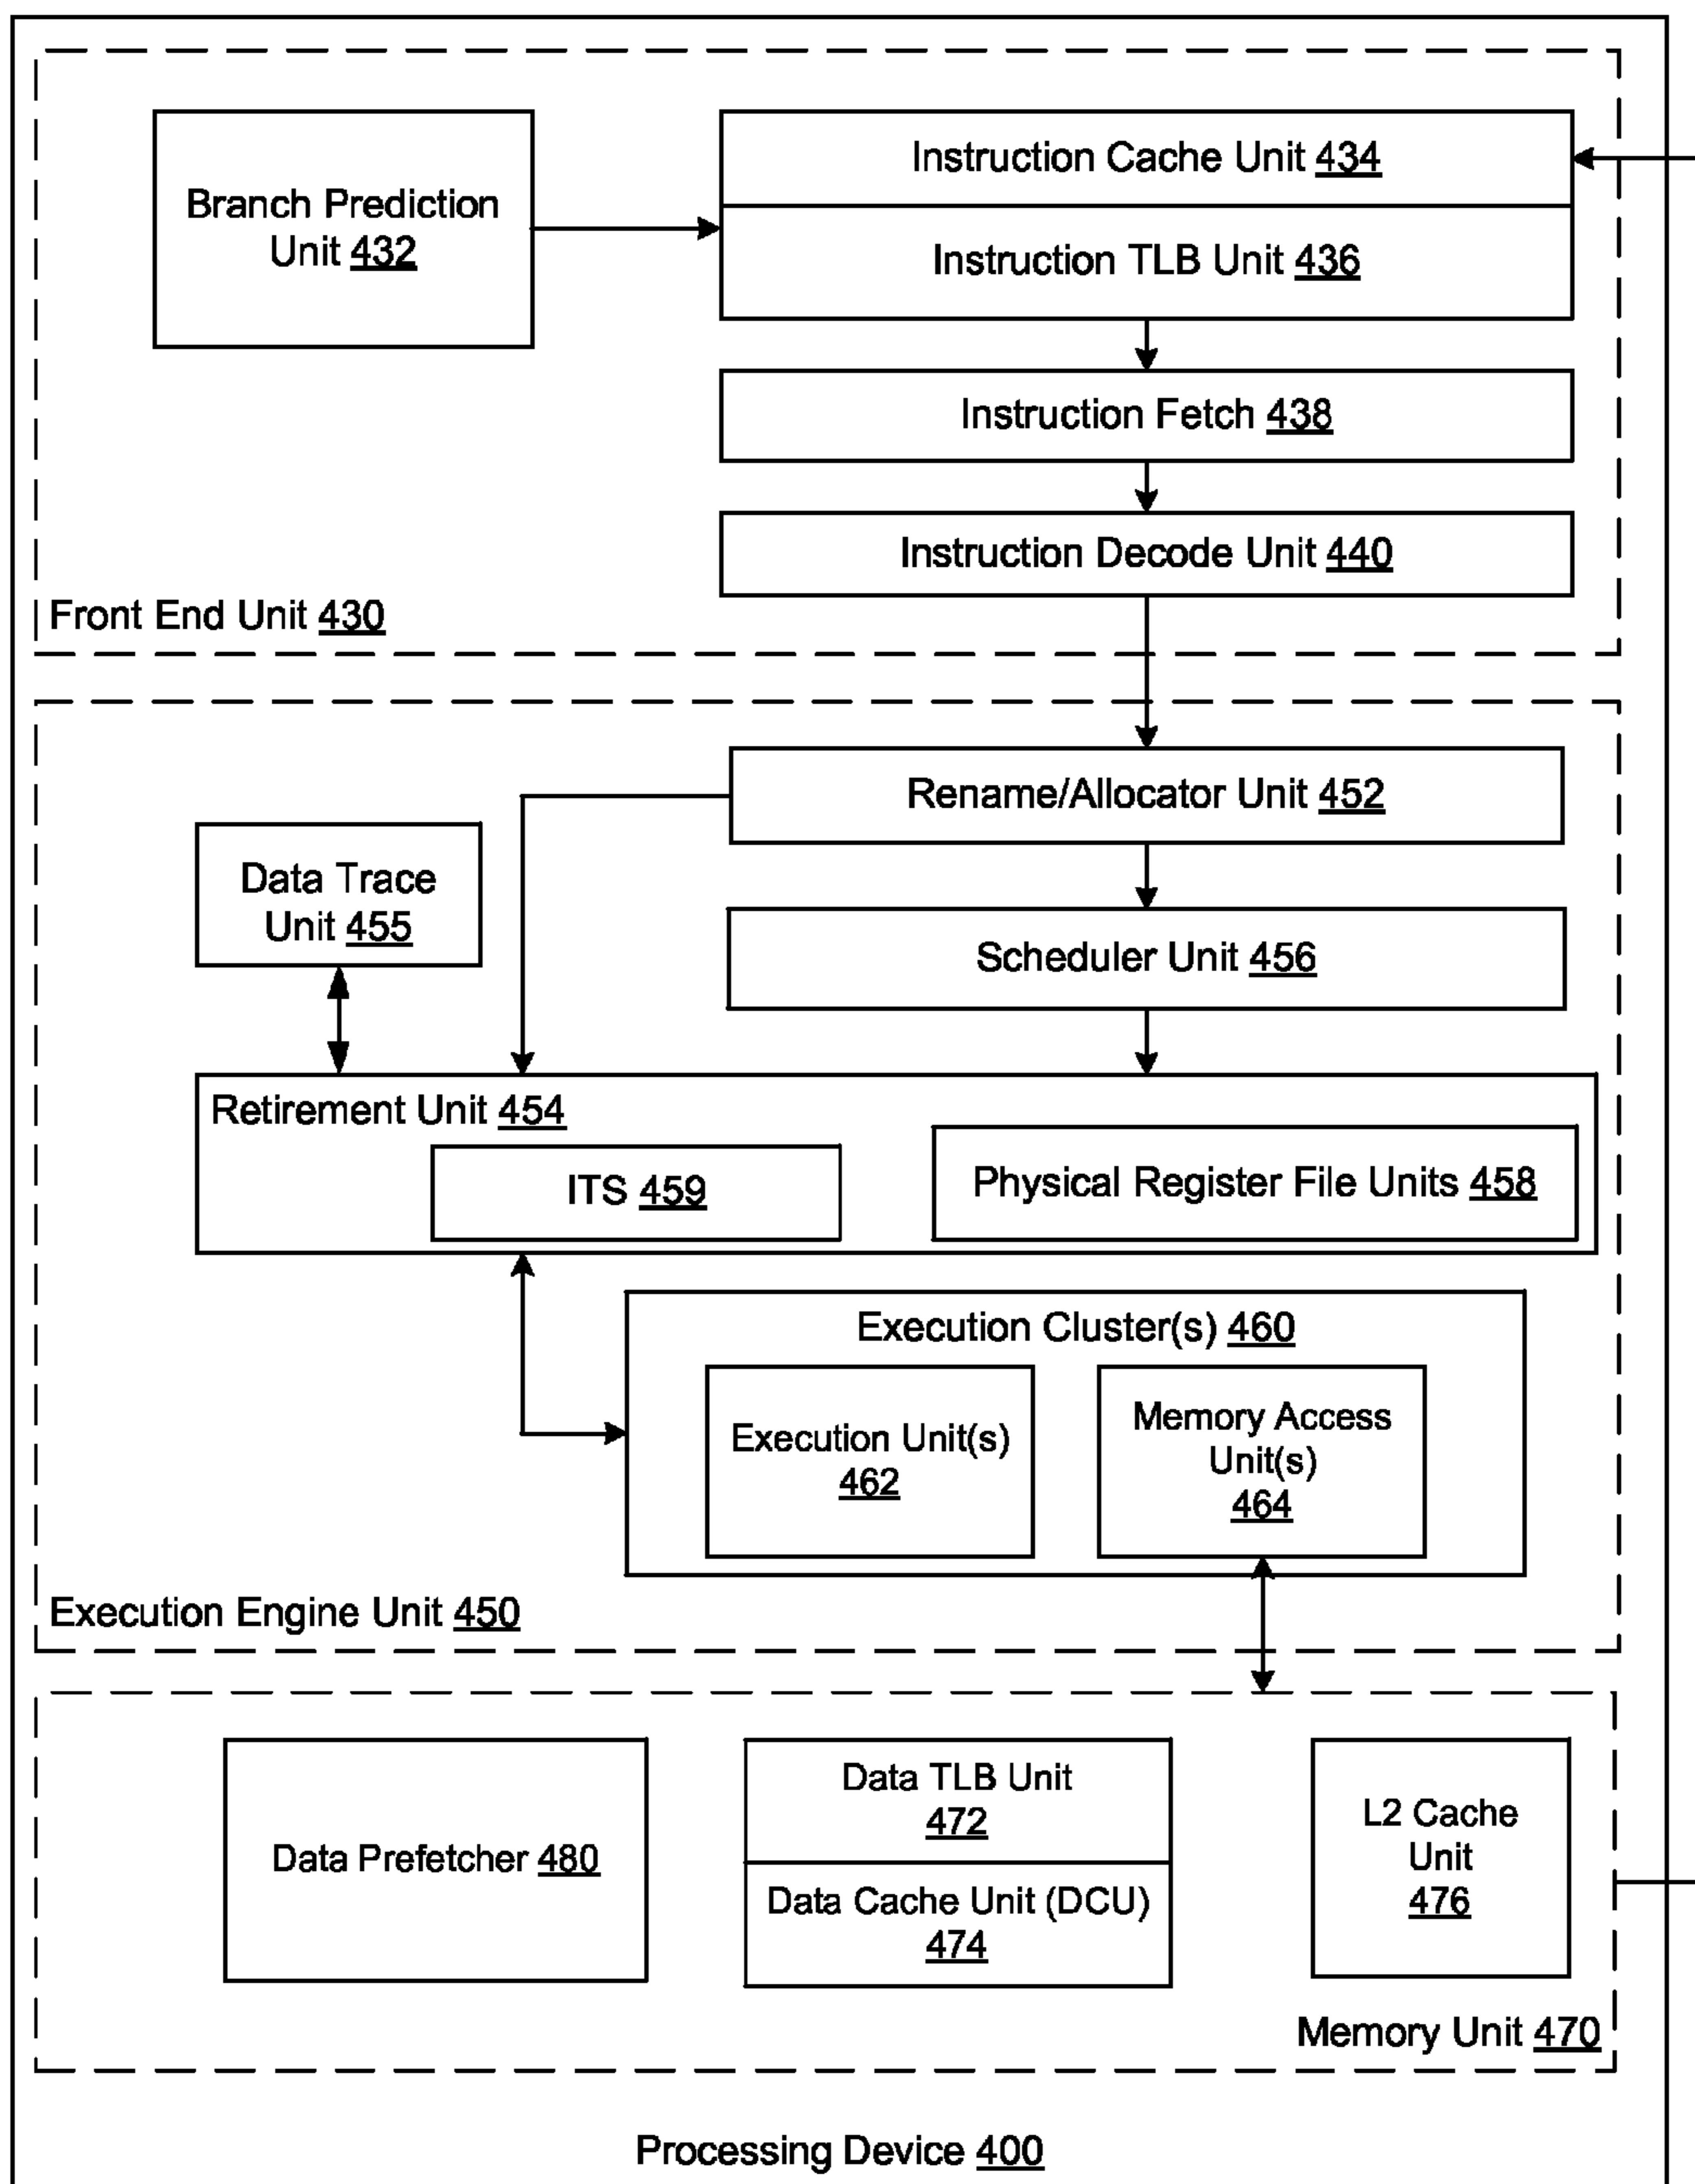 Branch Prediction
Unit 432
Instruction Cache Unit 434
Instruction TLB Unit 436
Instruction Fetch 438
Instruction Decode Unit 440
Front End Unit 430
Rename/Allocator Unit 452
Data Trace
Unit 455
Scheduler Unit 456
Retirement Unit 454
ITS 459
Physical Register File Units 458
Execution Cluster(s) 460
Execution Unit(s)
462
Memory Access
Unit(s)
464
Execution Engine Unit 450
Data Prefetcher 480
Data TLB Unit
472
Data Cache Unit (DCU)
474
L2 Cache
Unit
476
Memory Unit 470
Processing Device 400